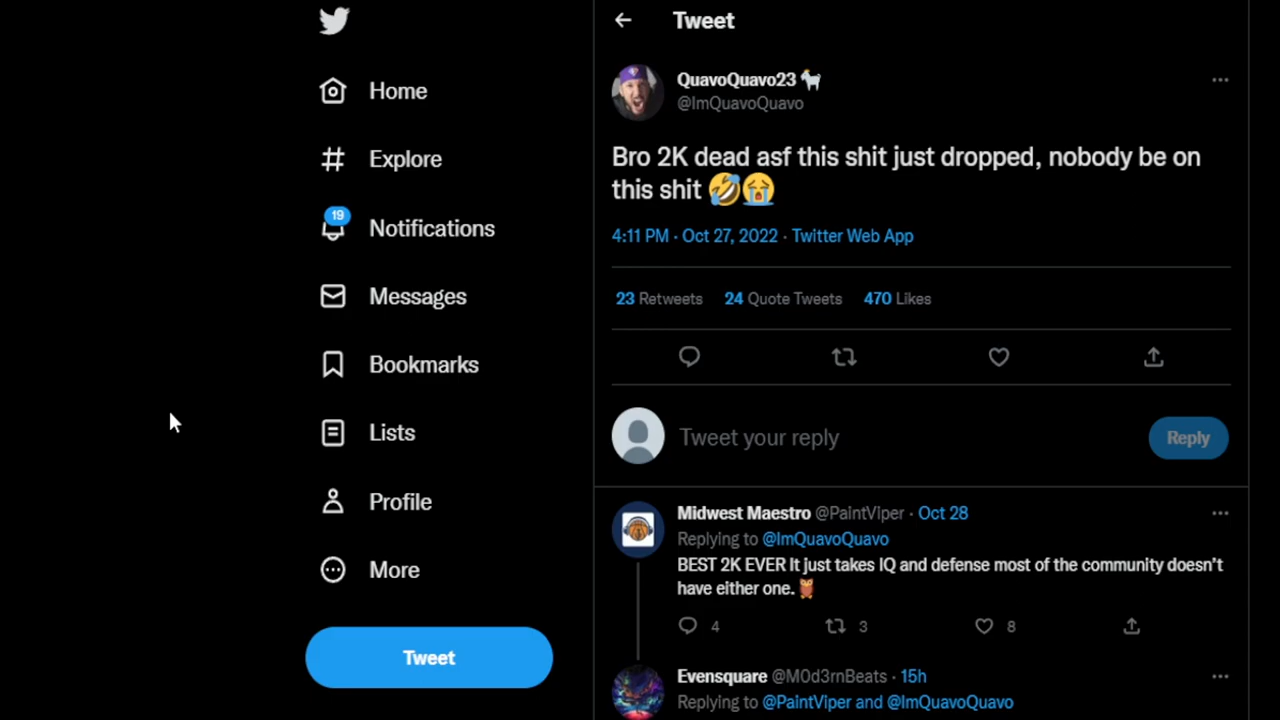 Home
Explore
19
Notifications
Messages
Bookmarks
Lists
Profile
More
Tweet
Tweet
QuavoQuavo23 🐐
@ImQuavoQuavo
Bro 2K dead asf this shit just dropped, nobody be on
this shit 🤣😭
4:11 PM · Oct 27, 2022 · Twitter Web App
23 Retweets 24 Quote Tweets 470 Likes
Tweet your reply
Reply
Midwest Maestro @PaintViper · Oct 28
Replying to @ImQuavoQuavo
BEST 2K EVER It just takes IQ and defense most of the community doesn't
have either one.🦉
4 3 8
Evensquare @M0d3rnBeats · 15h
Replying to @PaintViper and @ImQuavoQuavo